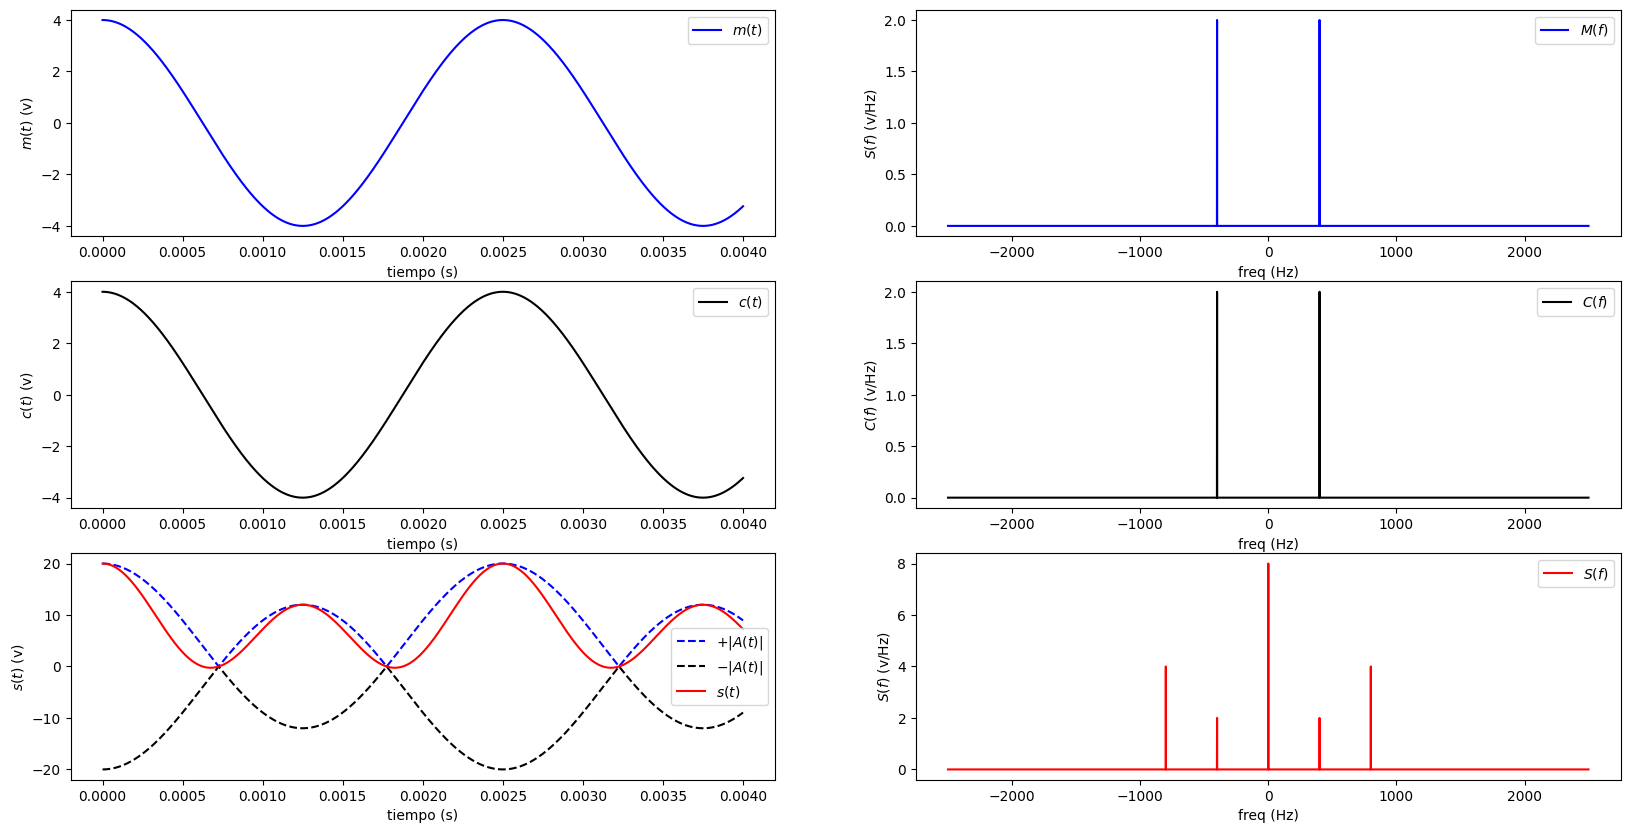 m(t) (v)
4
2
0
−2
−4
m(t)
0.0000 0.0005 0.0010 0.0015 0.0020 0.0025 0.0030 0.0035 0.0040
tiempo (s)
S(f) (v/Hz)
2.0
1.5
1.0
0.5
0.0
M(f)
−2000 −1000 0 1000 2000
freq (Hz)
c(t) (v)
4
2
0
−2
−4
c(t)
0.0000 0.0005 0.0010 0.0015 0.0020 0.0025 0.0030 0.0035 0.0040
tiempo (s)
C(f) (v/Hz)
2.0
1.5
1.0
0.5
0.0
C(f)
−2000 −1000 0 1000 2000
freq (Hz)
s(t) (v)
20
10
0
−10
−20
+|A(t)|
−|A(t)|
s(t)
0.0000 0.0005 0.0010 0.0015 0.0020 0.0025 0.0030 0.0035 0.0040
tiempo (s)
S(f) (v/Hz)
8
6
4
2
0
S(f)
−2000 −1000 0 1000 2000
freq (Hz)